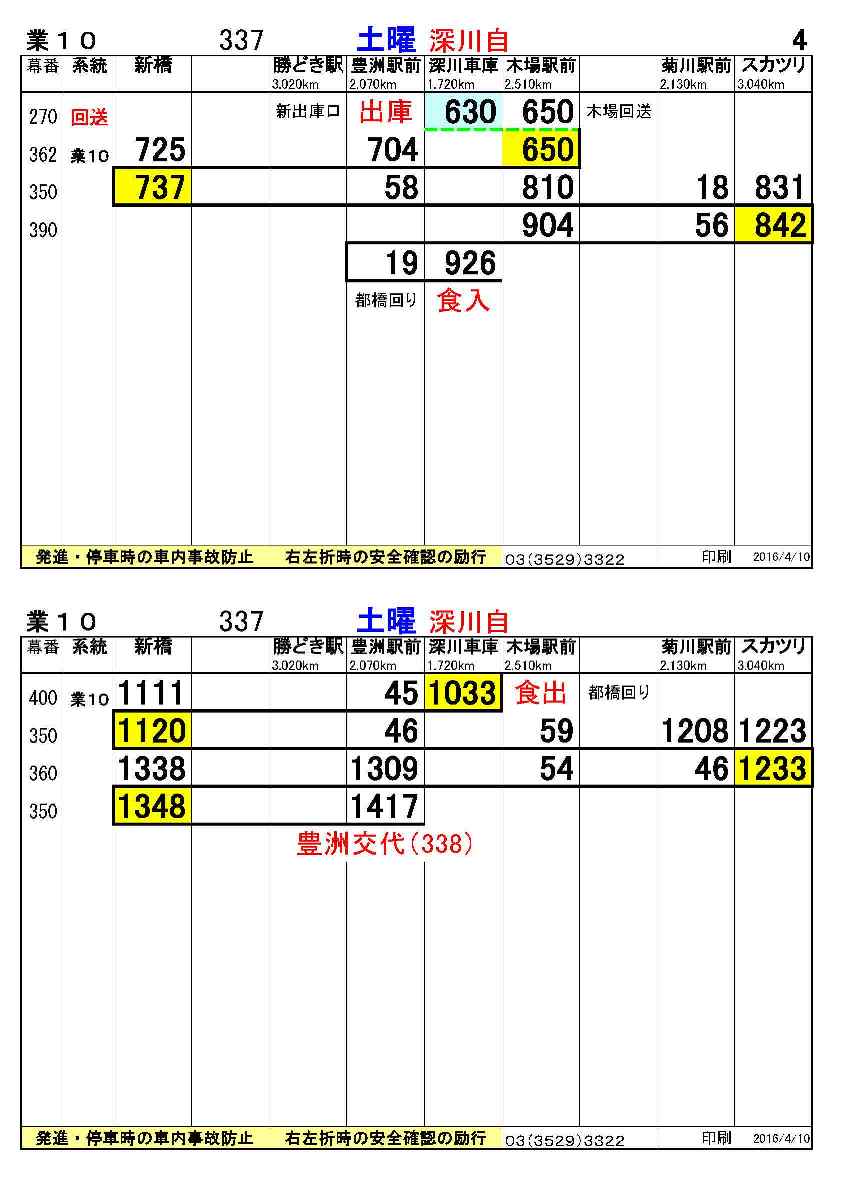 業１０ 337 土曜 深川自 4
幕番 系統 新橋 勝どき駅 豊洲駅前 深川車庫 木場駅前 菊川駅前 スカツリ
3.020km 2.070km 1.720km 2.510km 2.130km 3.040km
270 回送 新出庫口 出庫 630 650 木場回送
362 業１０ 725 704 650
350 737 58 810 18 831
390 904 56 842
19 926
都橋回り 食入
発進・停車時の車内事故防止 右左折時の安全確認の励行 03(3529)3322 印刷 2016/4/10
業１０ 337 土曜 深川自
幕番 系統 新橋 勝どき駅 豊洲駅前 深川車庫 木場駅前 菊川駅前 スカツリ
3.020km 2.070km 1.720km 2.510km 2.130km 3.040km
400 業１０ 1111 45 1033 食出 都橋回り
350 1120 46 59 1208 1223
360 1338 1309 54 46 1233
350 1348 1417
豊洲交代(338)
発進・停車時の車内事故防止 右左折時の安全確認の励行 03(3529)3322 印刷 2016/4/10